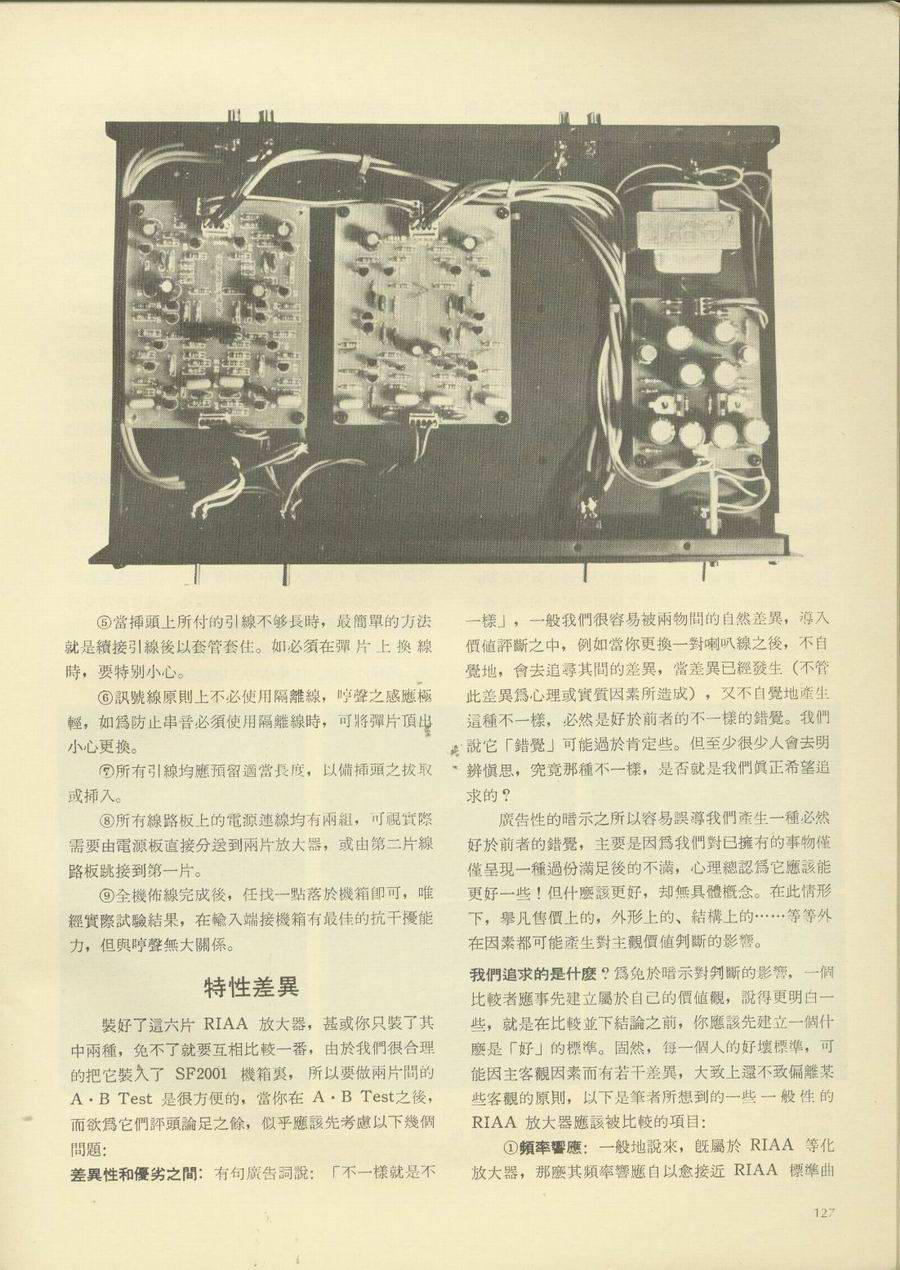 ⑤當揷頭上所付的引線不够長時，最簡單的方法
就是續接引線後以套管套住。如必須在彈片上換線
時，要特別小心。
⑥訊號線原則上不必使用隔離線，哼聲之感應極
輕，如爲防止串音必須使用隔離線時，可將彈片頂出
小心更換。
⑦所有引線均應預留適當長度，以備揷頭之拔取
或揷入。
⑧所有線路板上的電源連線均有兩組，可視實際
需要由電源板直接分送到兩片放大器，或由第二片線
路板跳接到第一片。
⑨全機佈線完成後，任找一點落於機箱卽可，唯
經實際試驗結果，在輸入端接機箱有最佳的抗干擾能
力，但與哼聲無大關係。
特性差異
裝好了這六片 RIAA 放大器，甚或你只裝了其
中兩種，免不了就要互相比較一番，由於我們很合理
的把它裝入了 SF2001 機箱裏，所以要做兩片間的
A·B Test 是很方便的，當你在 A·B Test之後，
而欲爲它們評頭論足之餘，似乎應該先考慮以下幾個
問題：
差異性和優劣之間：有句廣告詞說：「不一樣就是不
一樣」，一般我們很容易被兩物間的自然差異，導入
價値評斷之中，例如當你更換一對喇叭線之後，不自
覺地，會去追尋其間的差異，當差異已經發生（不管
此差異爲心理或實質因素所造成），又不自覺地產生
這種不一樣，必然是好於前者的不一樣的錯覺。我們
說它「錯覺」可能過於肯定些。但至少很少人會去明
辨愼思，究竟那種不一樣，是否就是我們眞正希望追
求的？
廣告性的暗示之所以容易誤導我們產生一種必然
好於前者的錯覺，主要是因爲我們對已擁有的事物僅
僅呈現一種過份滿足後的不滿，心理總認爲它應該能
更好一些！但什麽該更好，却無具體概念。在此情形
下，舉凡售價上的，外形上的、結構上的……等等外
在因素都可能產生對主觀價値判斷的影響。
我們追求的是什麽？爲免於暗示對判斷的影響，一個
比較者應事先建立屬於自己的價値觀，說得更明白一
些，就是在比較並下結論之前，你應該先建立一個什
麽是「好」的標準。固然，每一個人的好壞標準，可
能因主客觀因素而有若干差異，大致上還不致偏離某
些客觀的原則，以下是筆者所想到的一些一般性的
RIAA 放大器應該被比較的項目：
①頻率響應：一般地說來，旣屬於 RIAA 等化
放大器，那麽其頻率響應自以愈接近 RIAA 標準曲
127